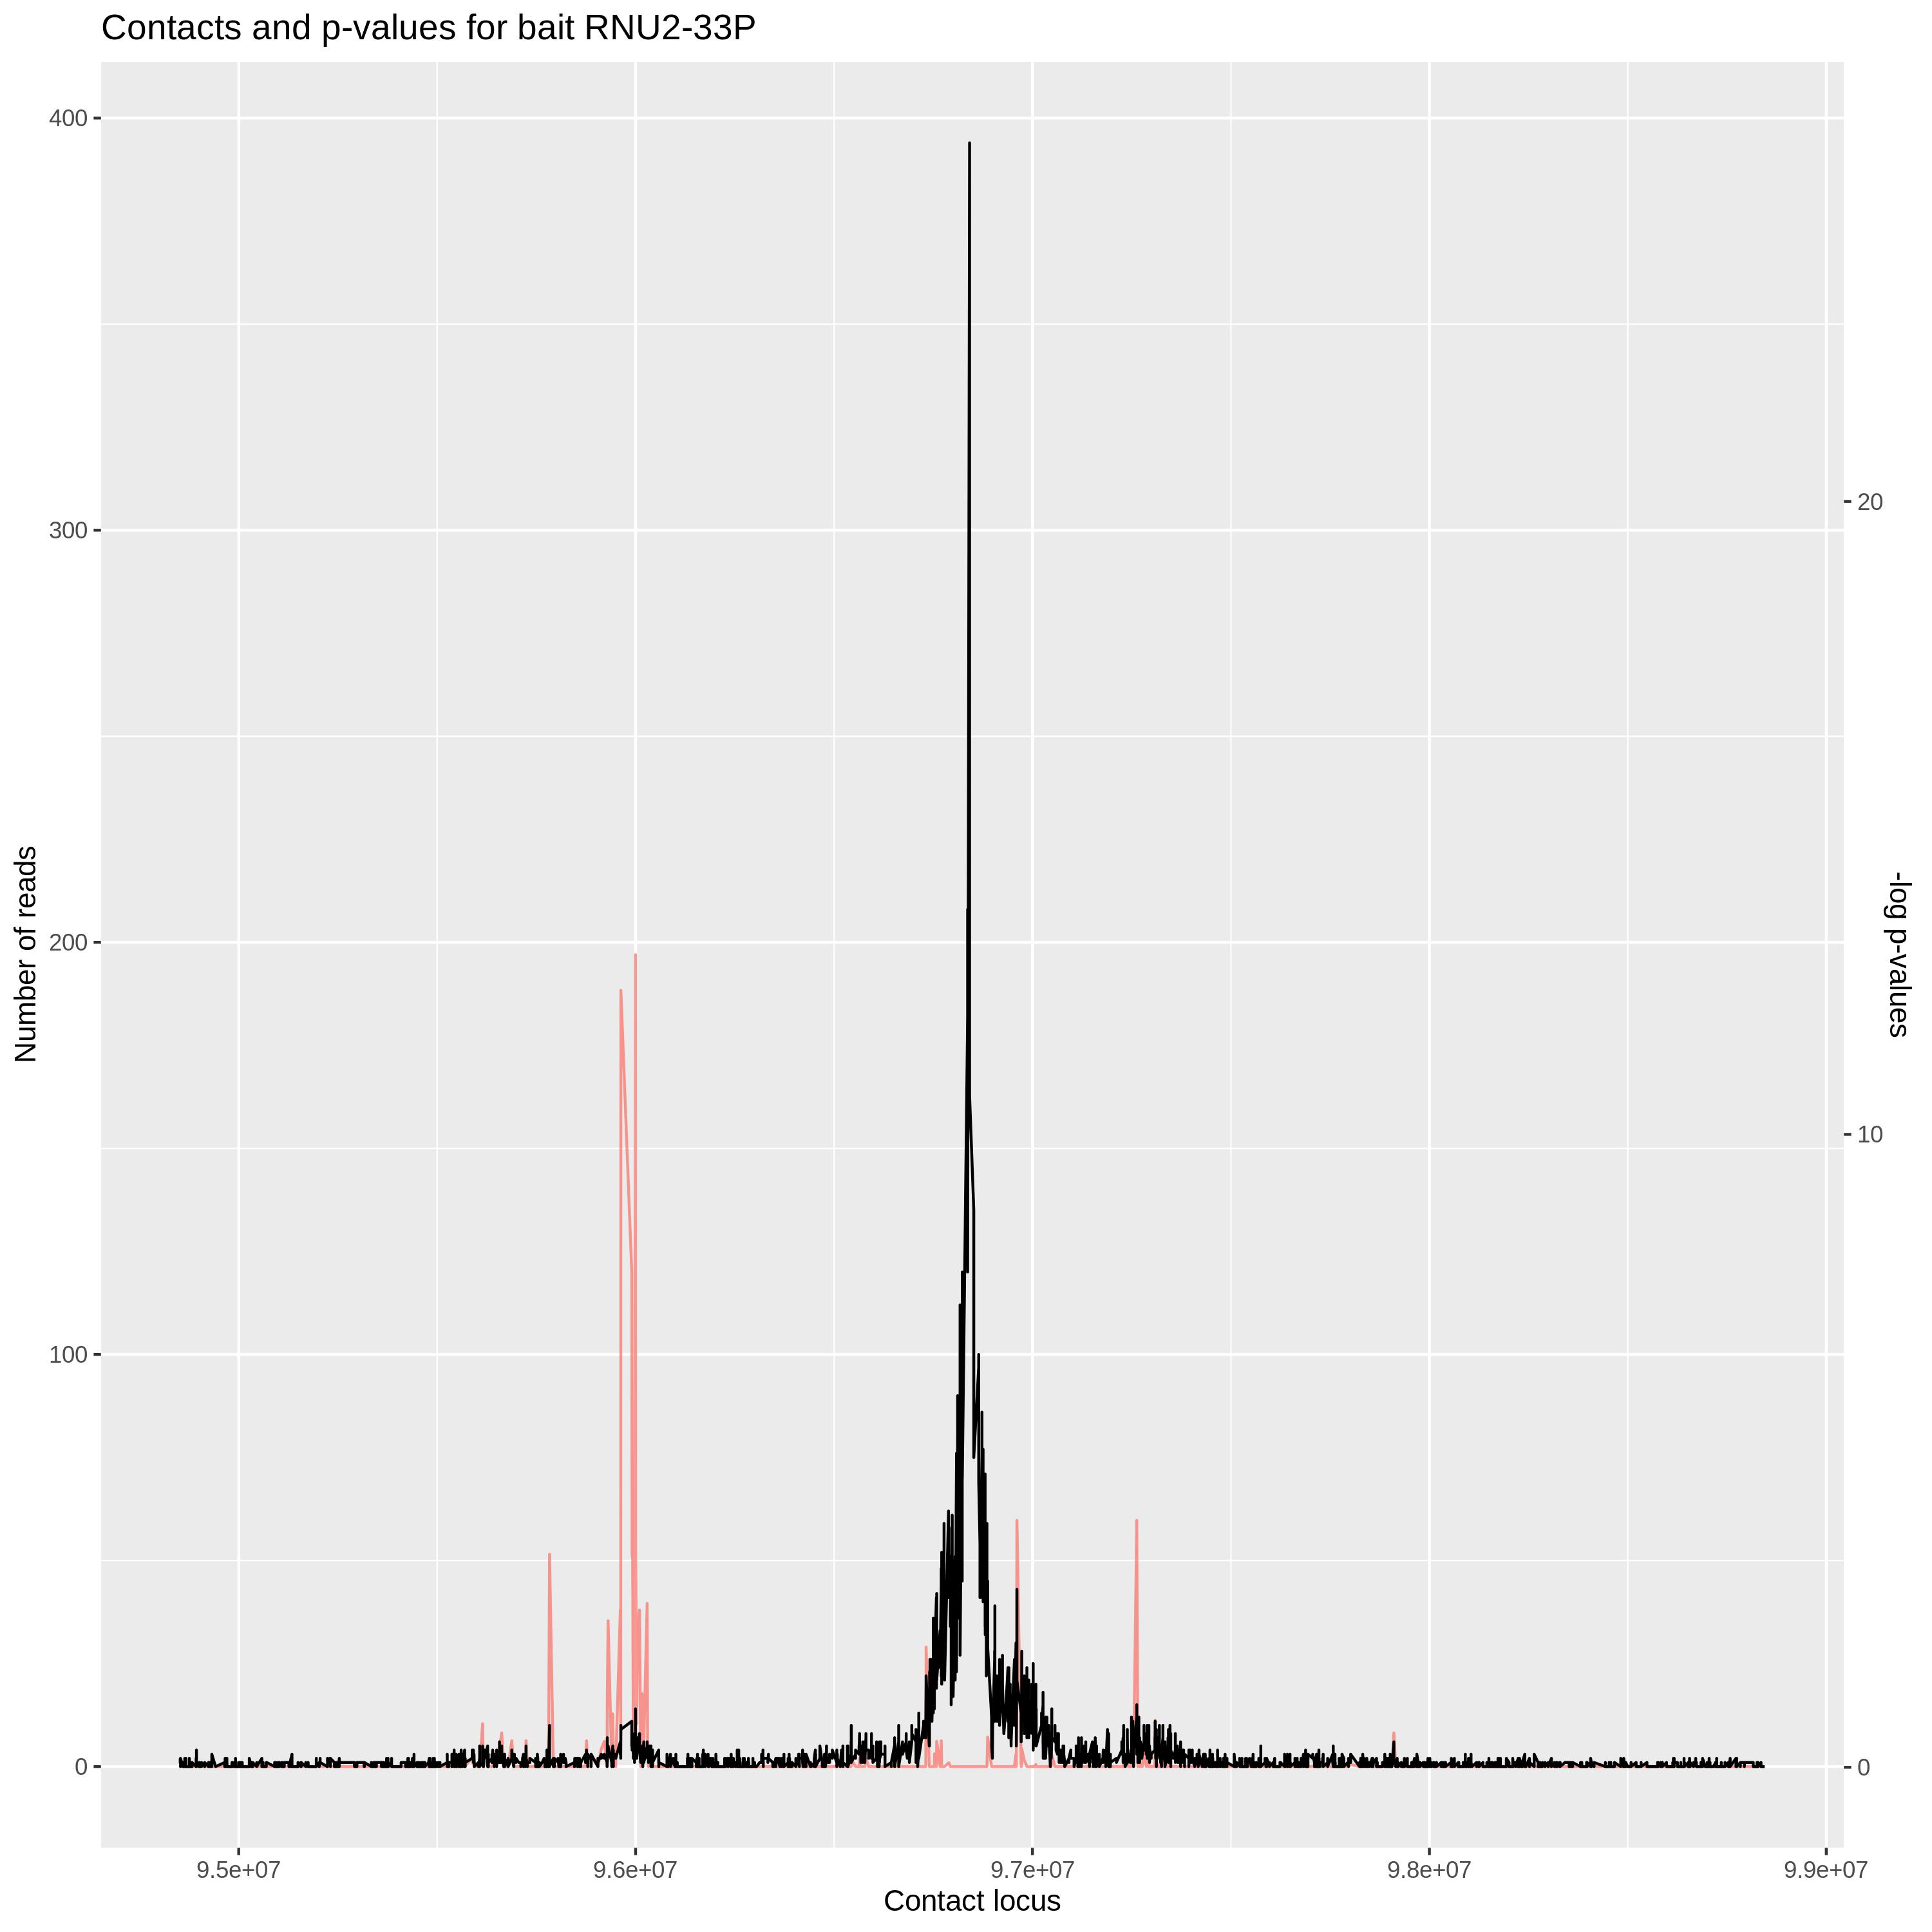 Contacts and p-values for bait RNU2-33P
400
300
200
100
0
Number of reads
20
10
0
-log p-values
9.5e+07
9.6e+07
9.7e+07
9.8e+07
9.9e+07
Contact locus